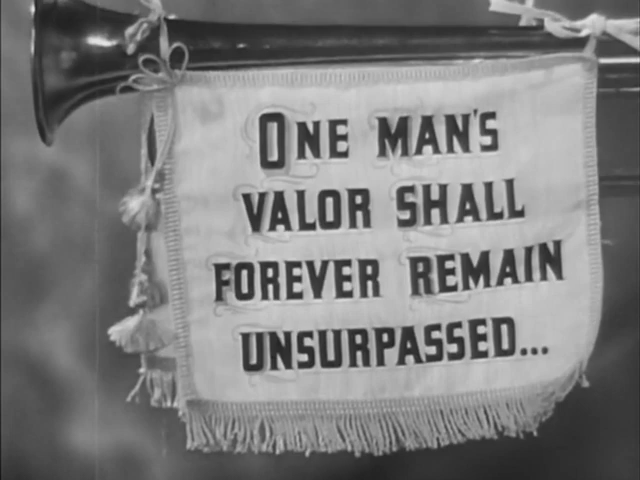 ONE MAN'S
VALOR SHALL
FOREVER REMAIN
UNSURPASSED...